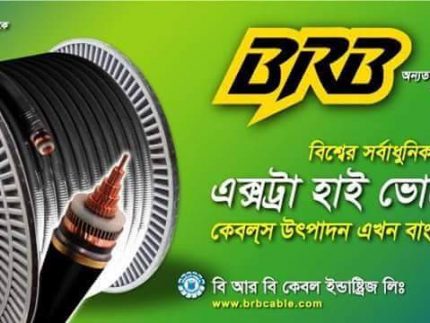 কে
BRB
অন্যত
বিশ্বের সর্বাধুনিক
এক্সট্রা হাই ভো
কেবল্‌স উৎপাদন এখন বাং
বি আর বি কেবল ইন্ডাষ্ট্রিজ লিঃ
www.brbcable.com